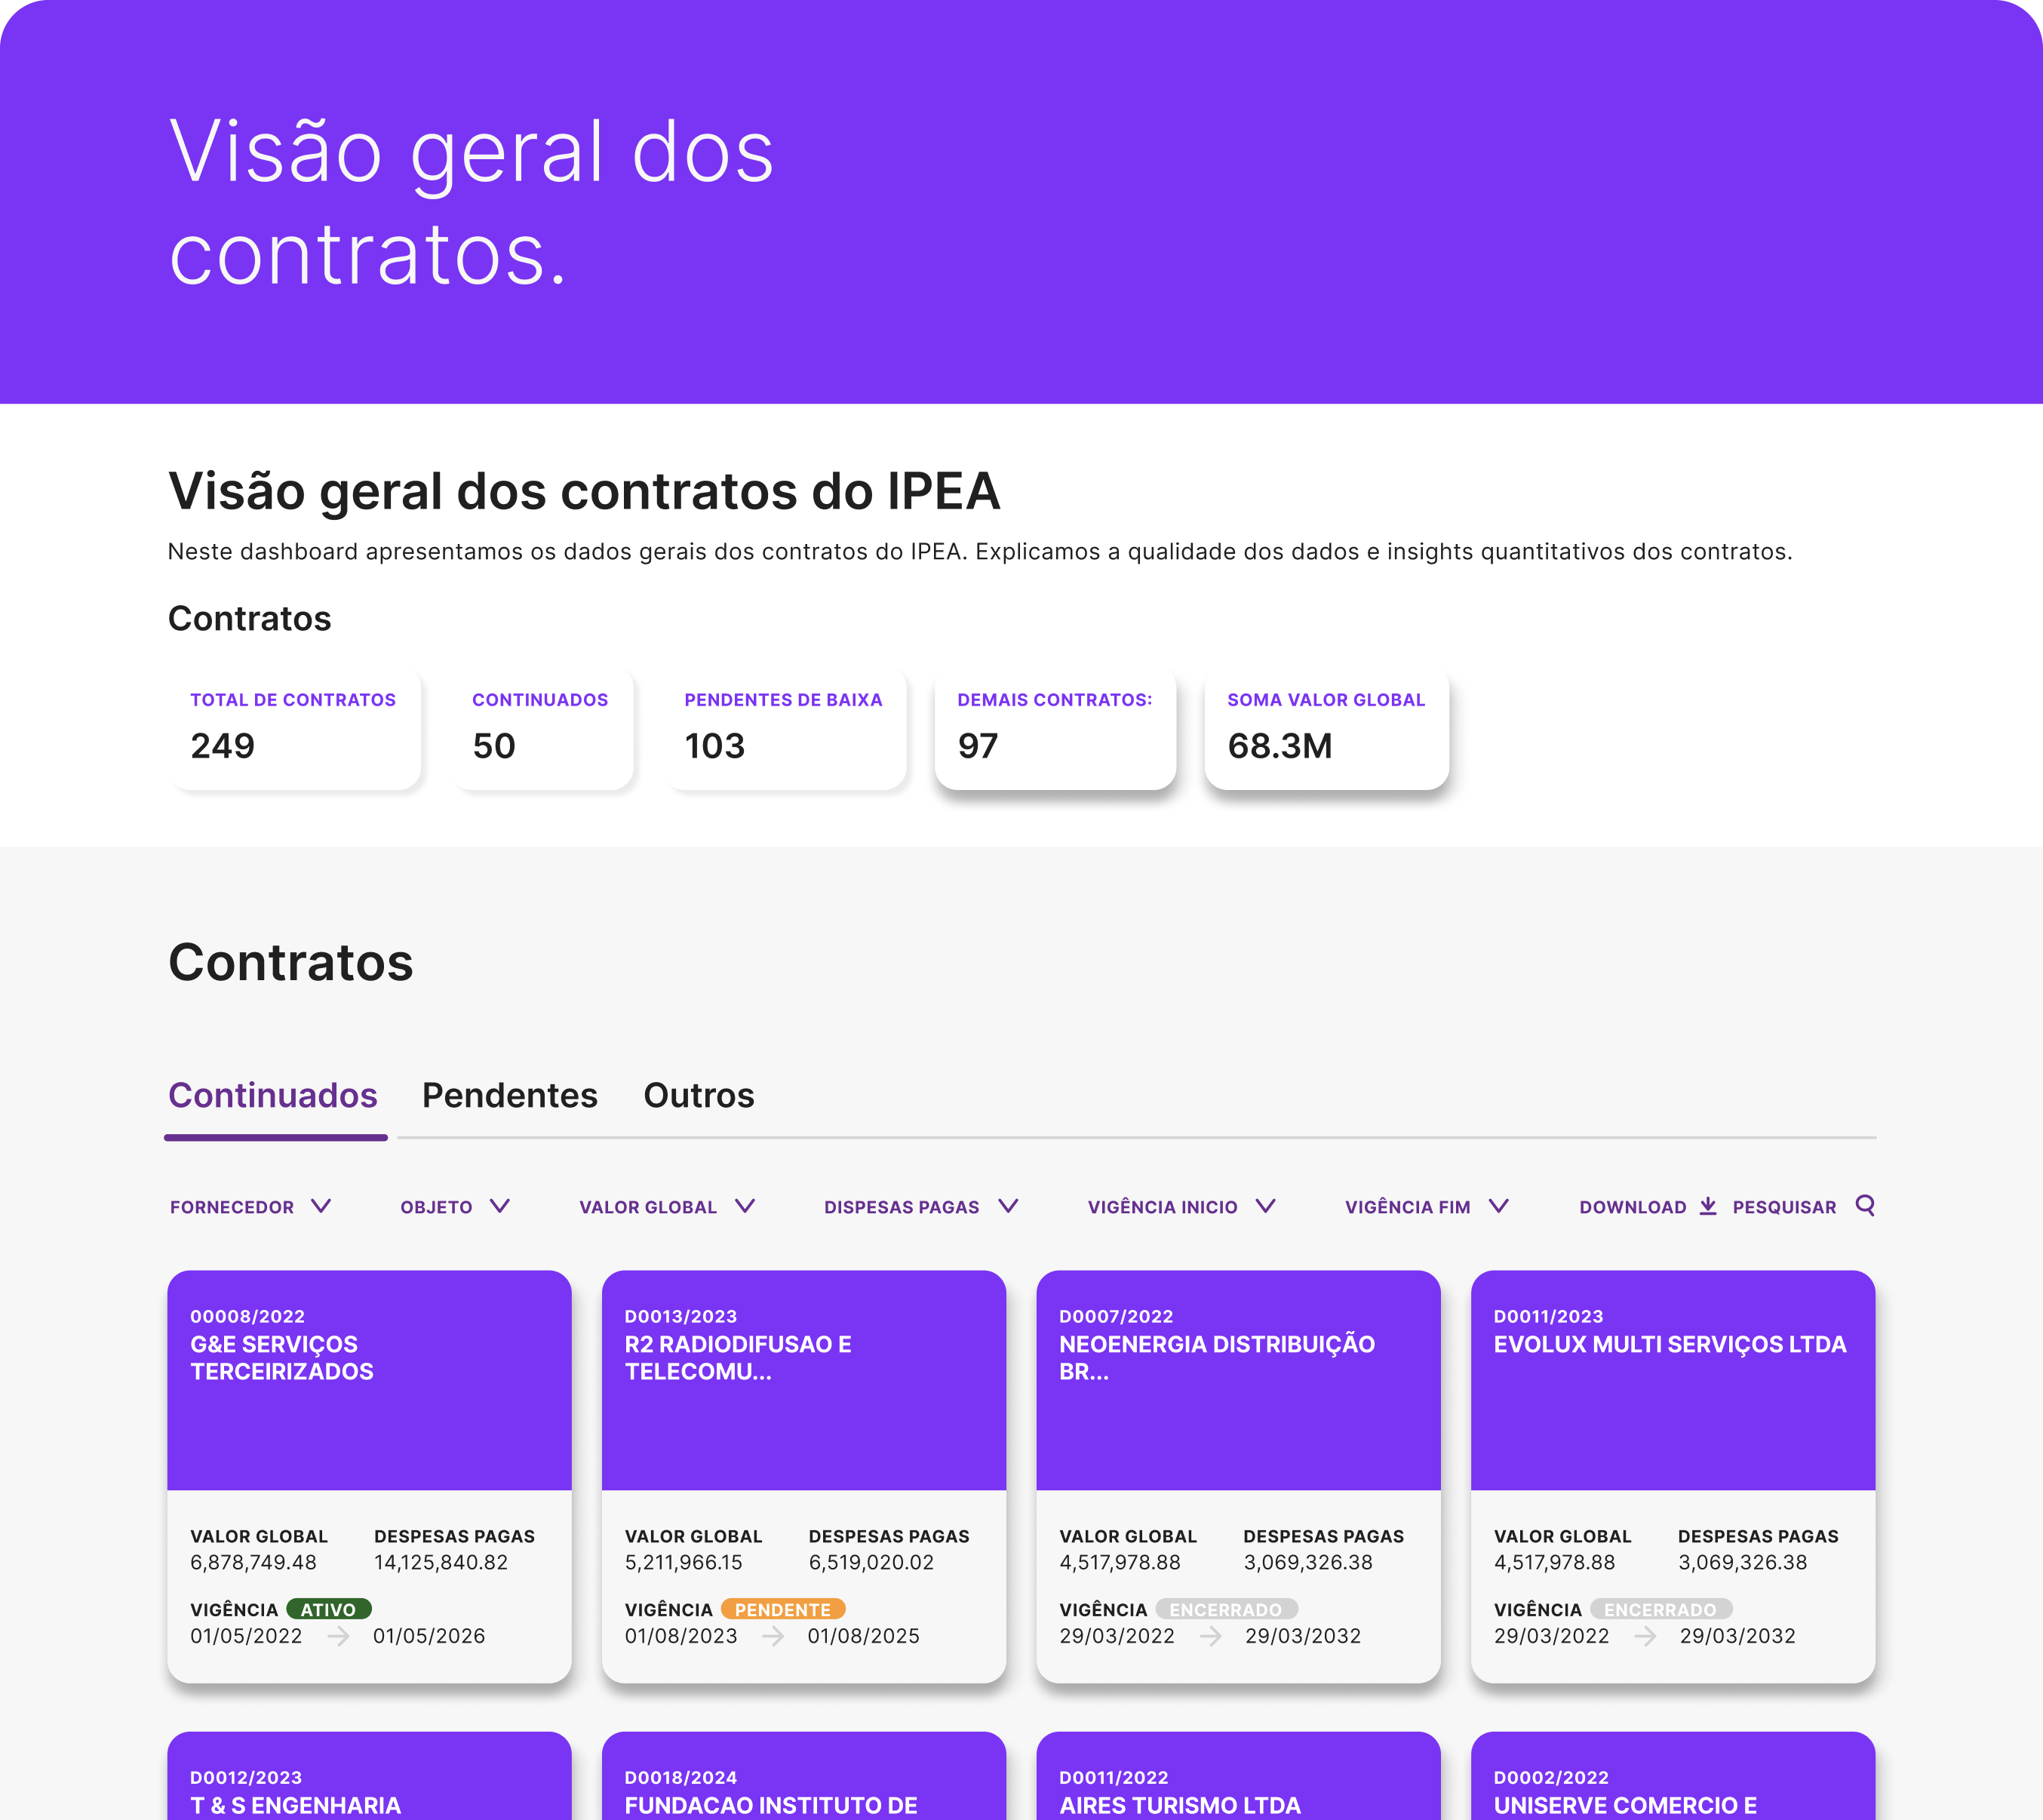 Visão geral dos
contratos.
Visão geral dos contratos do IPEA
Neste dashboard apresentamos os dados gerais dos contratos do IPEA. Explicamos a qualidade dos dados e insights quantitativos dos contratos.
Contratos
TOTAL DE CONTRATOS
249
CONTINUADOS
50
PENDENTES DE BAIXA
103
DEMAIS CONTRATOS:
97
SOMA VALOR GLOBAL
68.3M
Contratos
Continuados Pendentes Outros
FORNECEDOR OBJETO VALOR GLOBAL DISPESAS PAGAS VIGÊNCIA INICIO VIGÊNCIA FIM DOWNLOAD PESQUISAR
00008/2022
G&E SERVIÇOS
TERCEIRIZADOS
VALOR GLOBAL DESPESAS PAGAS
6,878,749.48 14,125,840.82
VIGÊNCIA ATIVO
01/05/2022 01/05/2026
D0013/2023
R2 RADIODIFUSAO E
TELECOMU...
VALOR GLOBAL DESPESAS PAGAS
5,211,966.15 6,519,020.02
VIGÊNCIA PENDENTE
01/08/2023 01/08/2025
D0007/2022
NEOENERGIA DISTRIBUIÇÃO
BR...
VALOR GLOBAL DESPESAS PAGAS
4,517,978.88 3,069,326.38
VIGÊNCIA ENCERRADO
29/03/2022 29/03/2032
D0011/2023
EVOLUX MULTI SERVIÇOS LTDA
VALOR GLOBAL DESPESAS PAGAS
4,517,978.88 3,069,326.38
VIGÊNCIA ENCERRADO
29/03/2022 29/03/2032
D0012/2023
T & S ENGENHARIA
D0018/2024
FUNDACAO INSTITUTO DE
D0011/2022
AIRES TURISMO LTDA
D0002/2022
UNISERVE COMERCIO E